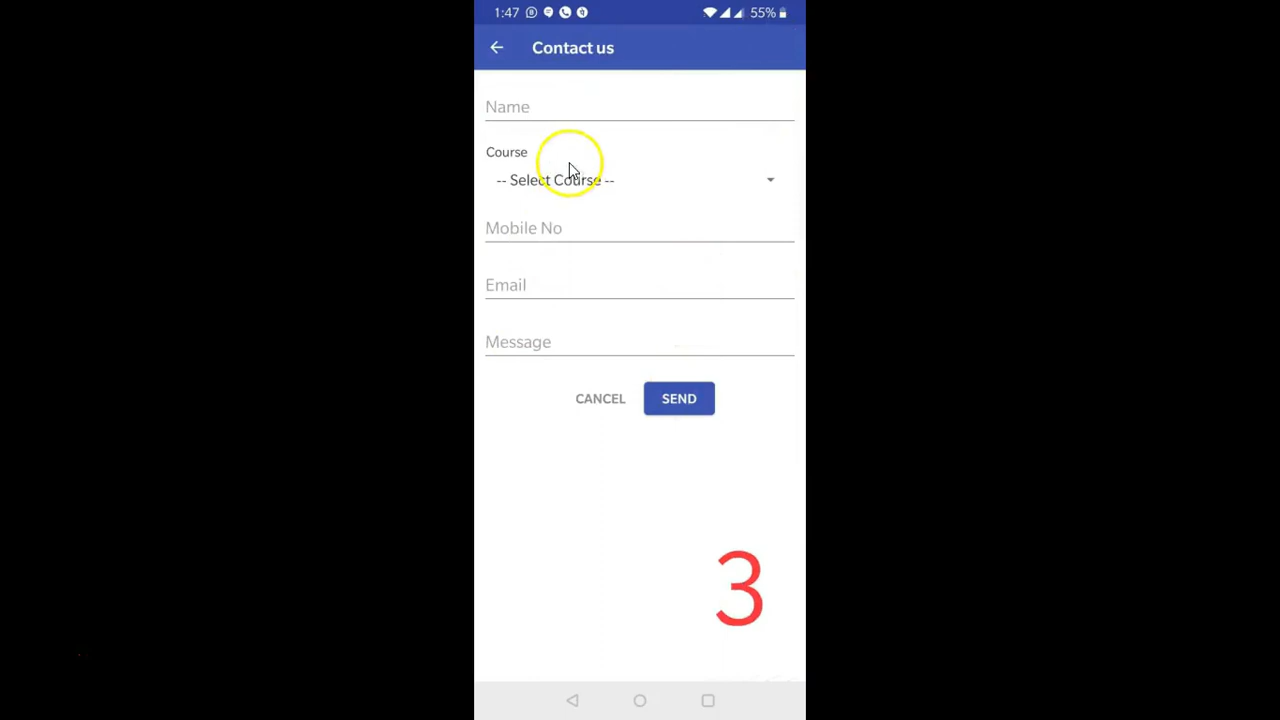 1:47 55%
Contact us
Name
Course
-- Select Course --
Mobile No
Email
Message
CANCEL SEND
3